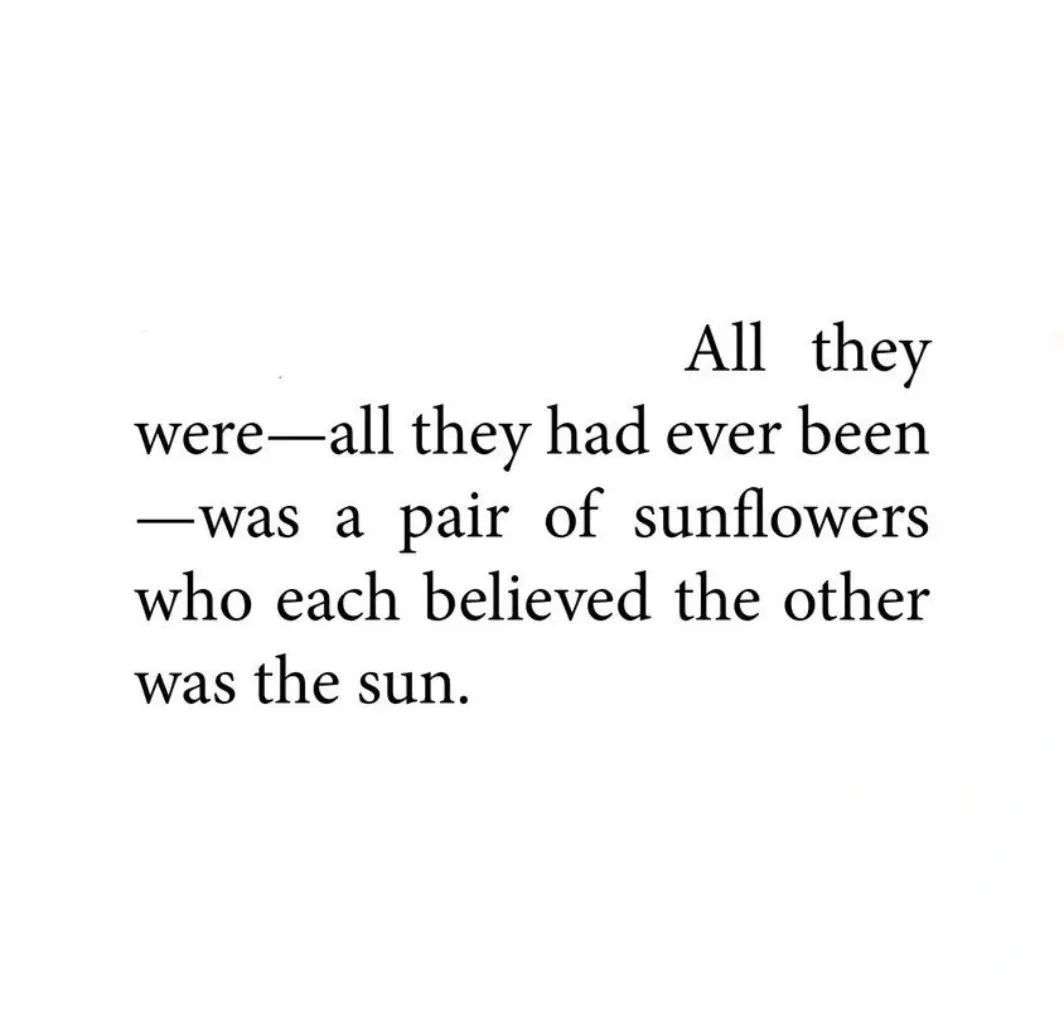 All they
were—all they had ever been
—was a pair of sunflowers
who each believed the other
was the sun.